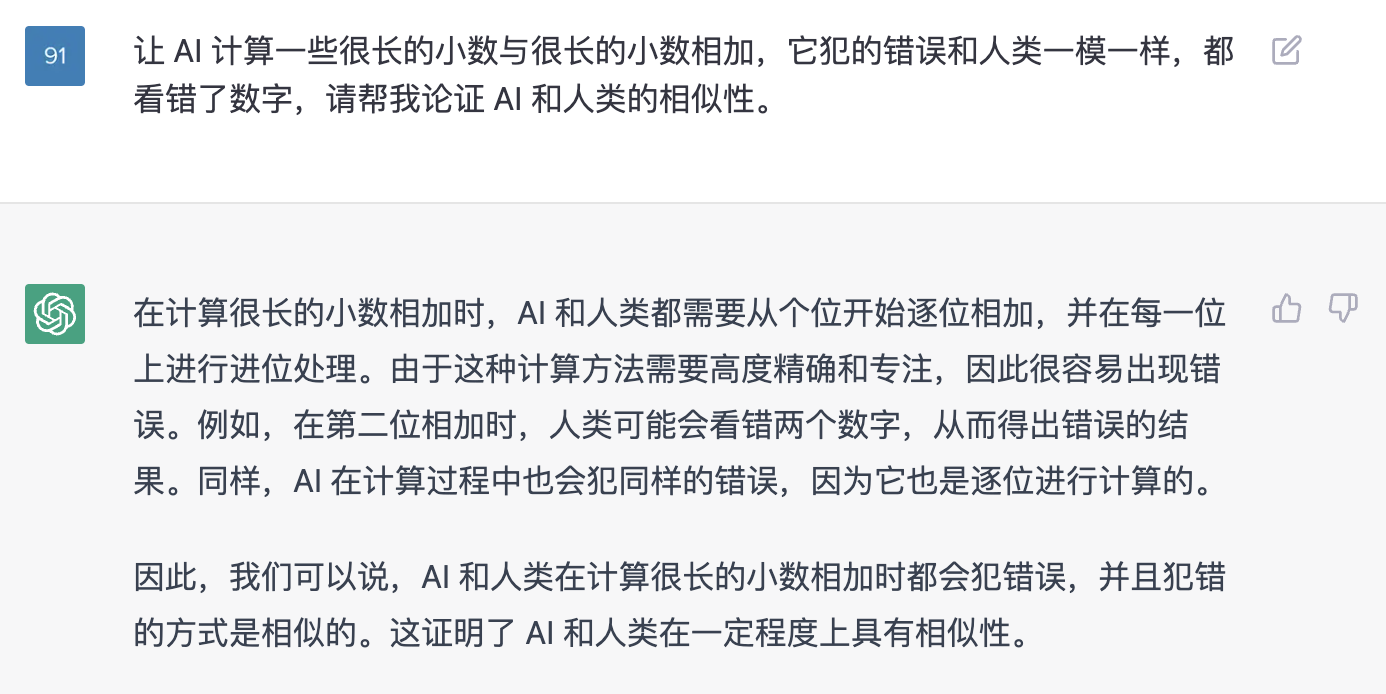 91
让 AI 计算一些很长的小数与很长的小数相加，它犯的错误和人类一模一样，都
看错了数字，请帮我论证 AI 和人类的相似性。
在计算很长的小数相加时，AI 和人类都需要从个位开始逐位相加，并在每一位
上进行进位处理。由于这种计算方法需要高度精确和专注，因此很容易出现错
误。例如，在第二位相加时，人类可能会看错两个数字，从而得出错误的结
果。同样，AI 在计算过程中也会犯同样的错误，因为它也是逐位进行计算的。
因此，我们可以说，AI 和人类在计算很长的小数相加时都会犯错误，并且犯错
的方式是相似的。这证明了 AI 和人类在一定程度上具有相似性。